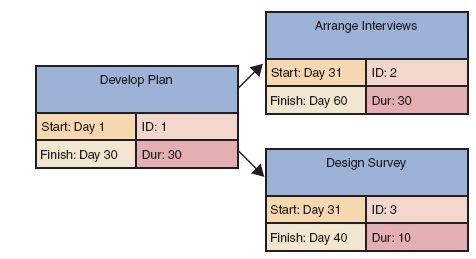 Develop Plan
Start: Day 1
ID: 1
Finish: Day 30
Dur: 30
Arrange Interviews
Start: Day 31
ID: 2
Finish: Day 60
Dur: 30
Design Survey
Start: Day 31
ID: 3
Finish: Day 40
Dur: 10